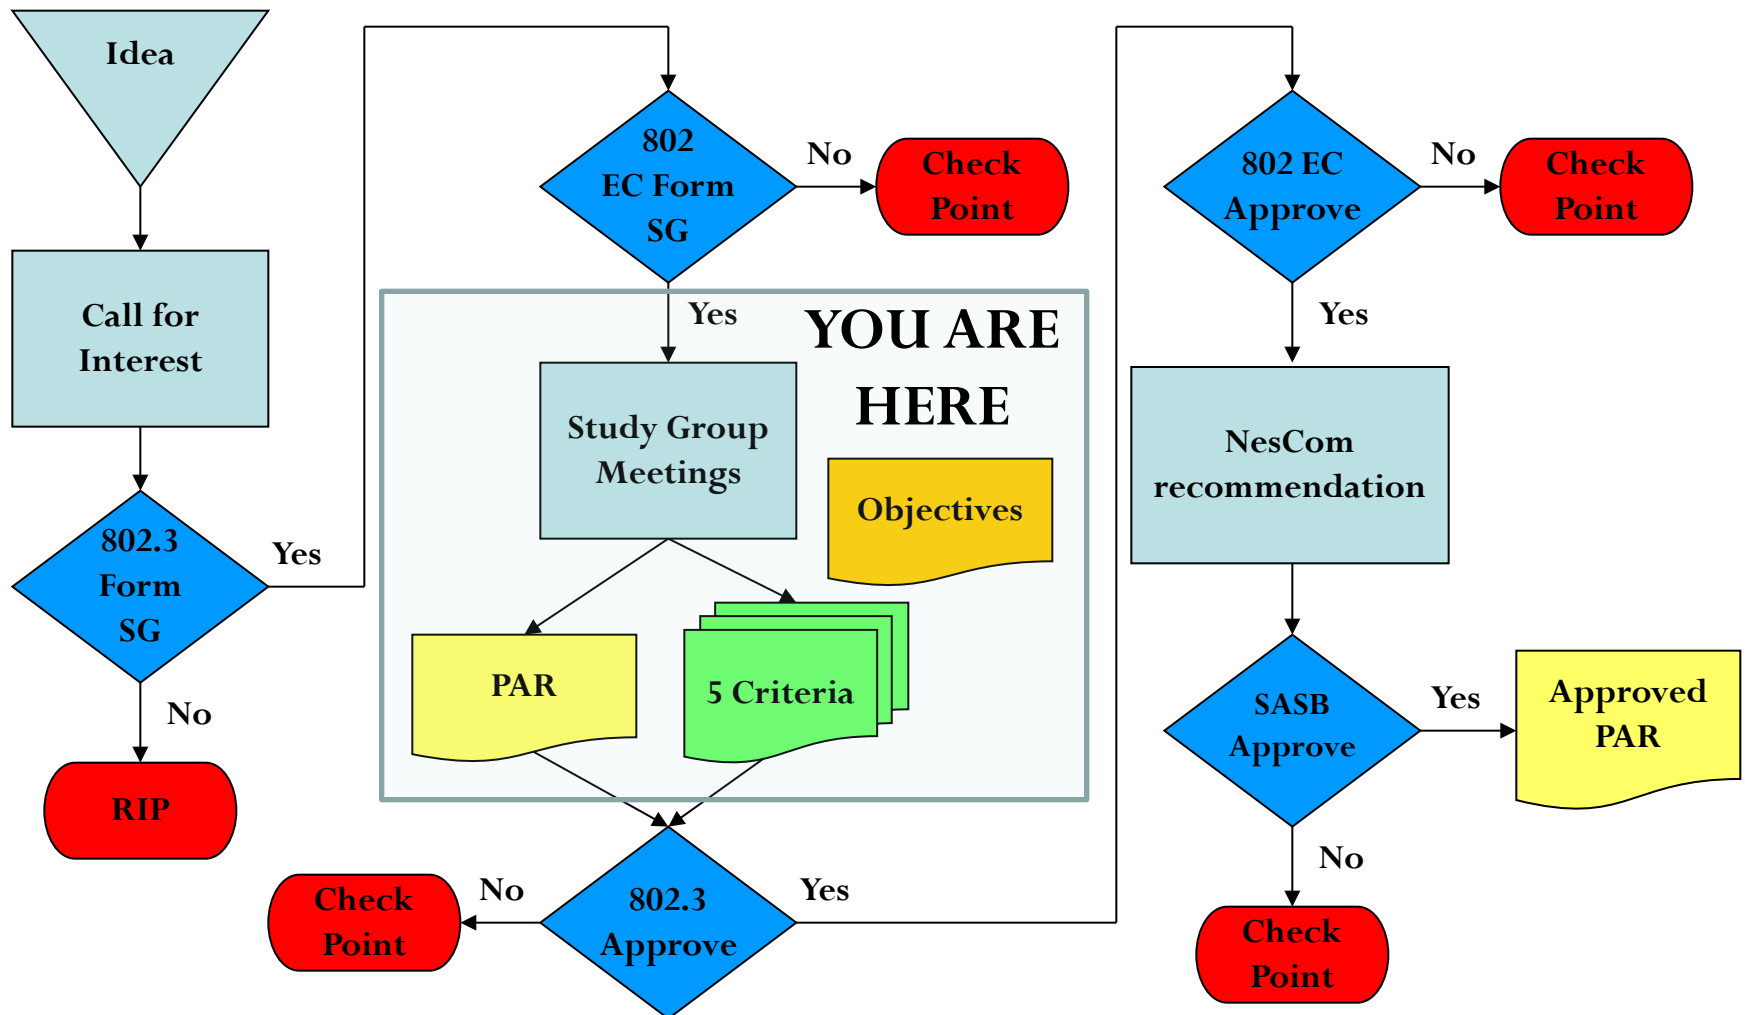 Idea
Call for
Interest
802.3
Form
SG
Yes
No
RIP
802
EC Form
SG
No
Check
Point
Yes
YOU ARE
HERE
Study Group
Meetings
Objectives
PAR
5 Criteria
802.3
Approve
No
Check
Point
Yes
802 EC
Approve
No
Check
Point
Yes
NesCom
recommendation
SASB
Approve
Yes
Approved
PAR
No
Check
Point